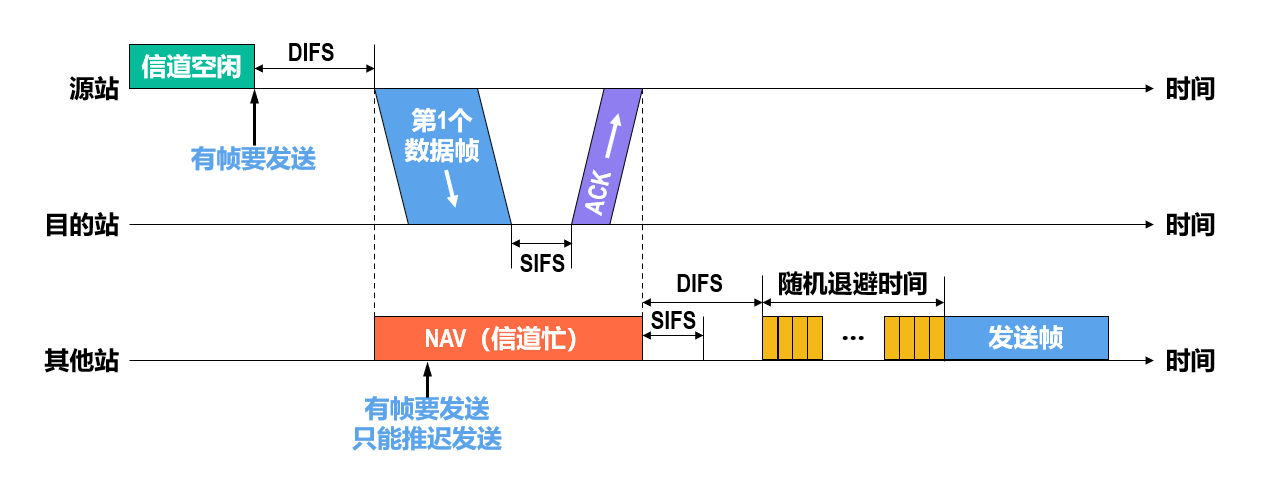 信道空闲
DIFS
源站
时间
有帧要发送
第1个
数据帧
ACK
目的站
时间
SIFS
DIFS
随机退避时间
SIFS
其他站
NAV（信道忙）
...
发送帧
时间
有帧要发送
只能推迟发送